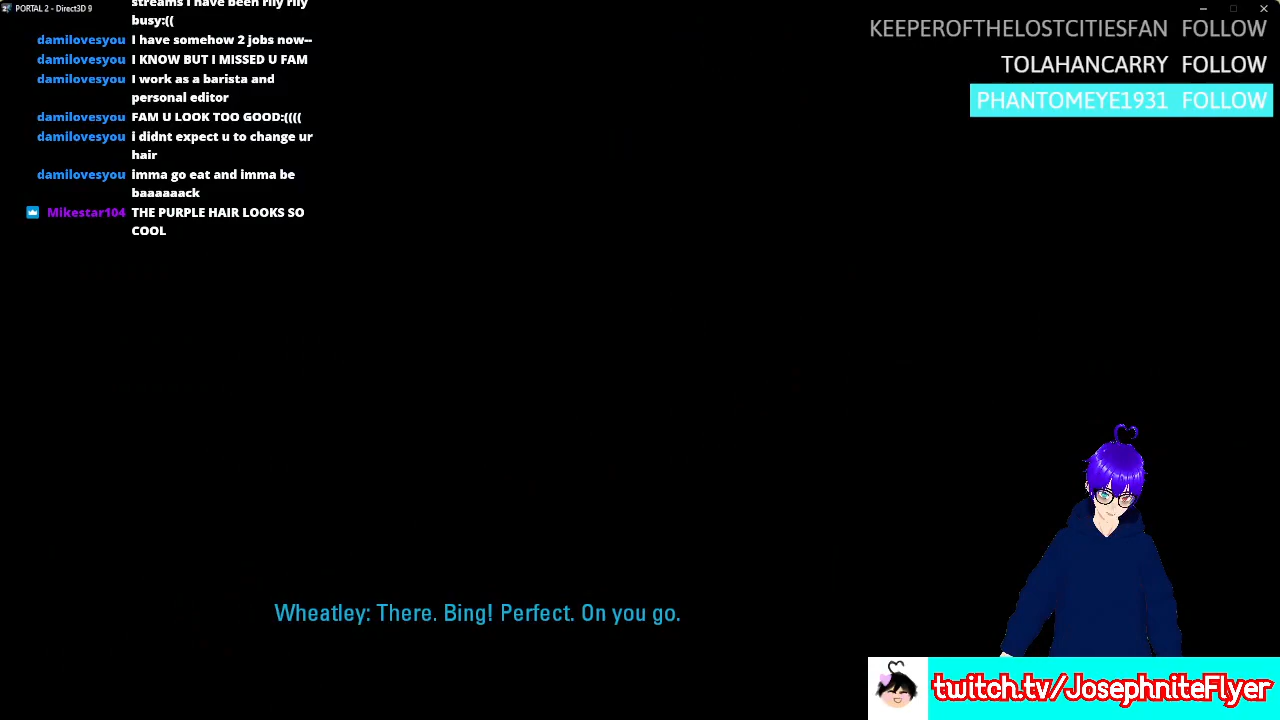 PORTAL 2 - Direct3D 9
streams I have been rlly rlly
busy:((
damilovesyou I have somehow 2 jobs now--
damilovesyou I KNOW BUT I MISSED U FAM
damilovesyou I work as a barista and
personal editor
damilovesyou FAM U LOOK TOO GOOD:((((
damilovesyou i didnt expect u to change ur
hair
damilovesyou imma go eat and imma be
baaaaaack
Mikestar104 THE PURPLE HAIR LOOKS SO
COOL
KEEPEROFTHELOSTCITIESFAN FOLLOW
TOLAHANCARRY FOLLOW
PHANTOMEYE1931 FOLLOW
Wheatley: There. Bing! Perfect. On you go.
twitch.tv/JosephniteFlyer